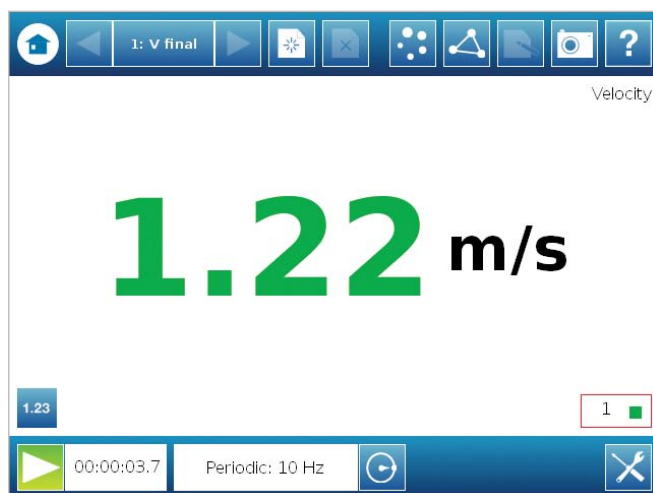 1: V final
?
Velocity
1.22 m/s
1.23
1
00:00:03.7
Periodic: 10 Hz